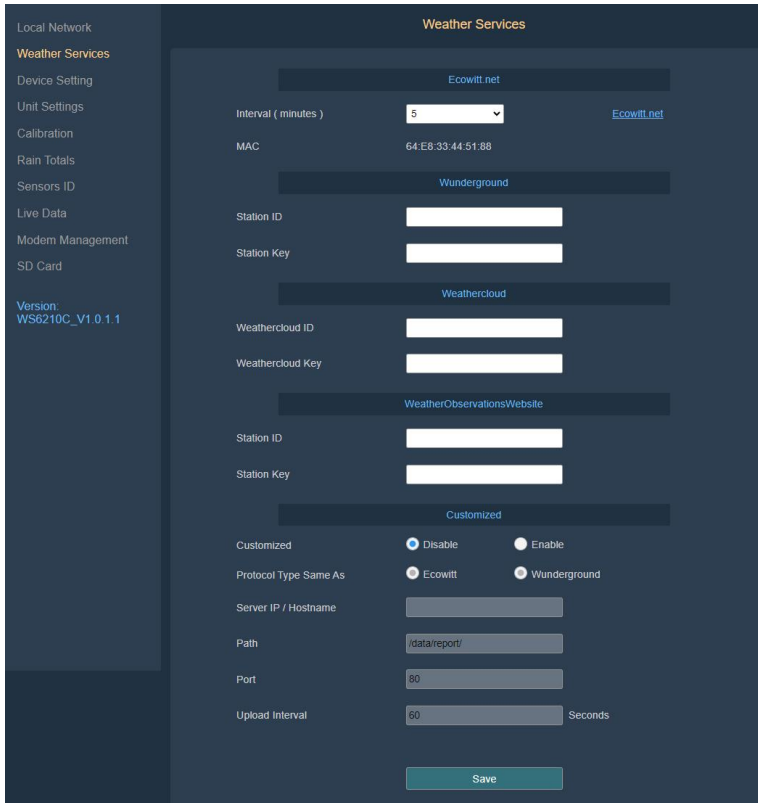 Local Network
Weather Services
Device Setting
Unit Settings
Calibration
Rain Totals
Sensors ID
Live Data
Modem Management
SD Card
Version:
WS6210C_V1.0.1.1
Weather Services
Ecowitt.net
Interval ( minutes ) 5 Ecowitt.net
MAC 64:E8:33:44:51:88
Wunderground
Station ID
Station Key
Weathercloud
Weathercloud ID
Weathercloud Key
WeatherObservationsWebsite
Station ID
Station Key
Customized
Customized Disable Enable
Protocol Type Same As Ecowitt Wunderground
Server IP / Hostname
Path /data/report/
Port 80
Upload Interval 60 Seconds
Save